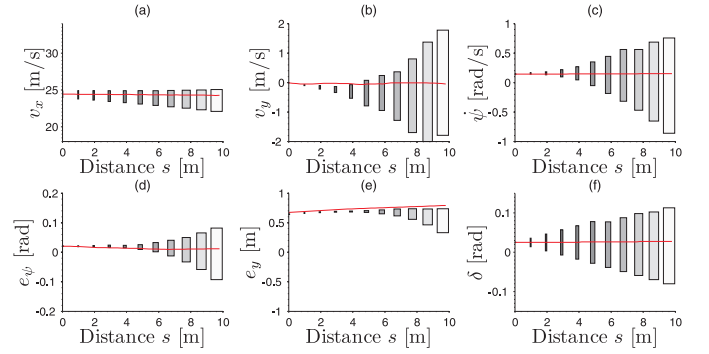 (a) (b) (c)
30 25 20
v_x [m/s]
0 2 4 6 8 10
Distance s [m]
2 1 0 -1 -2
v_y [m/s]
0 2 4 6 8 10
Distance s [m]
1 0.5 0 0.5 -1
ψ̇ [rad/s]
0 2 4 6 8 10
Distance s [m]
(d) (e) (f)
0.2 0.1 0 -0.1 -0.2
e_ψ [rad]
0 2 4 6 8 10
1 0.5 0
e_y [m]
0 2 4 6 8 10
0.1 0 -0.1
δ [rad]
0 2 4 6 8 10
Distance s [m]
Distance s [m]
Distance s [m]